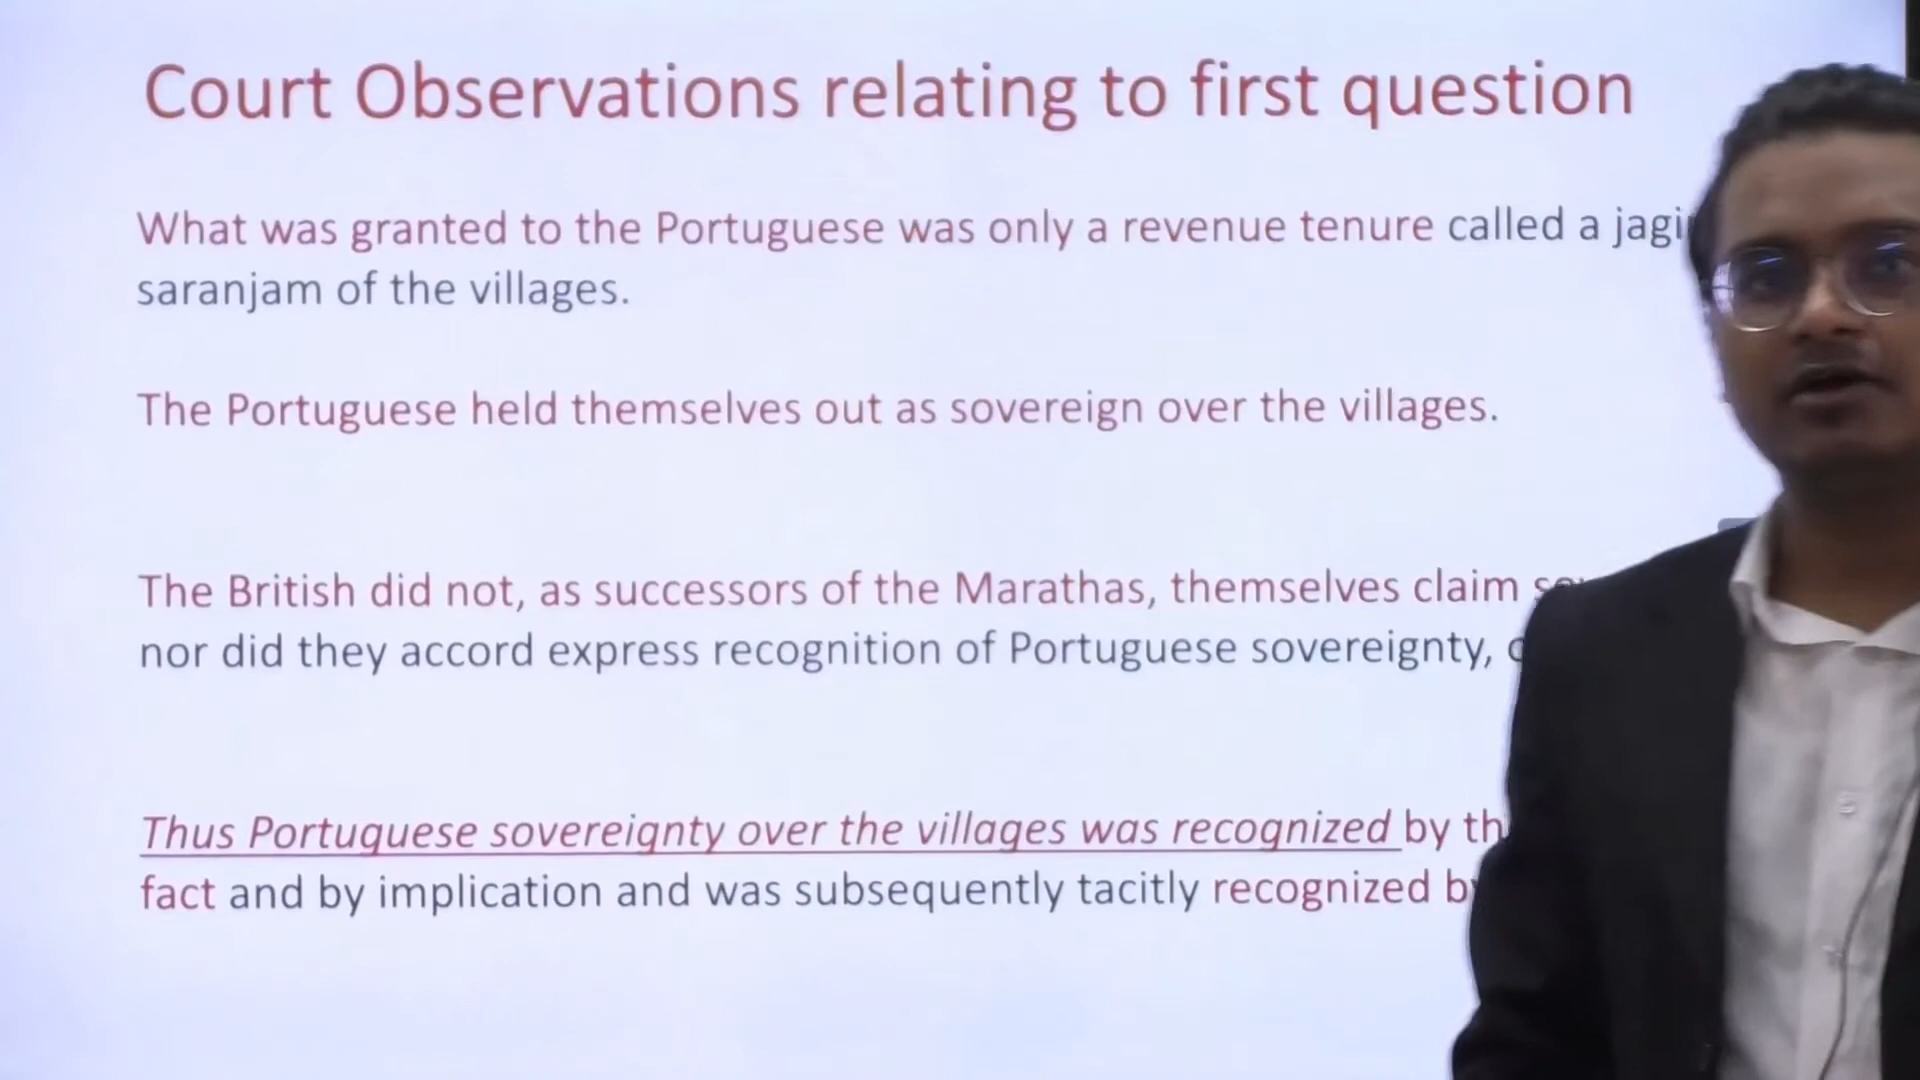 Court Observations relating to first question
What was granted to the Portuguese was only a revenue tenure called a
saranjam of the villages.
The Portuguese held themselves out as sovereign over the villages.
The British did not, as successors of the Marathas, themselves claim
nor did they accord express recognition of Portuguese sovereignty,
Thus Portuguese sovereignty over the villages was recognized by
fact and by implication and was subsequently tacitly recognized